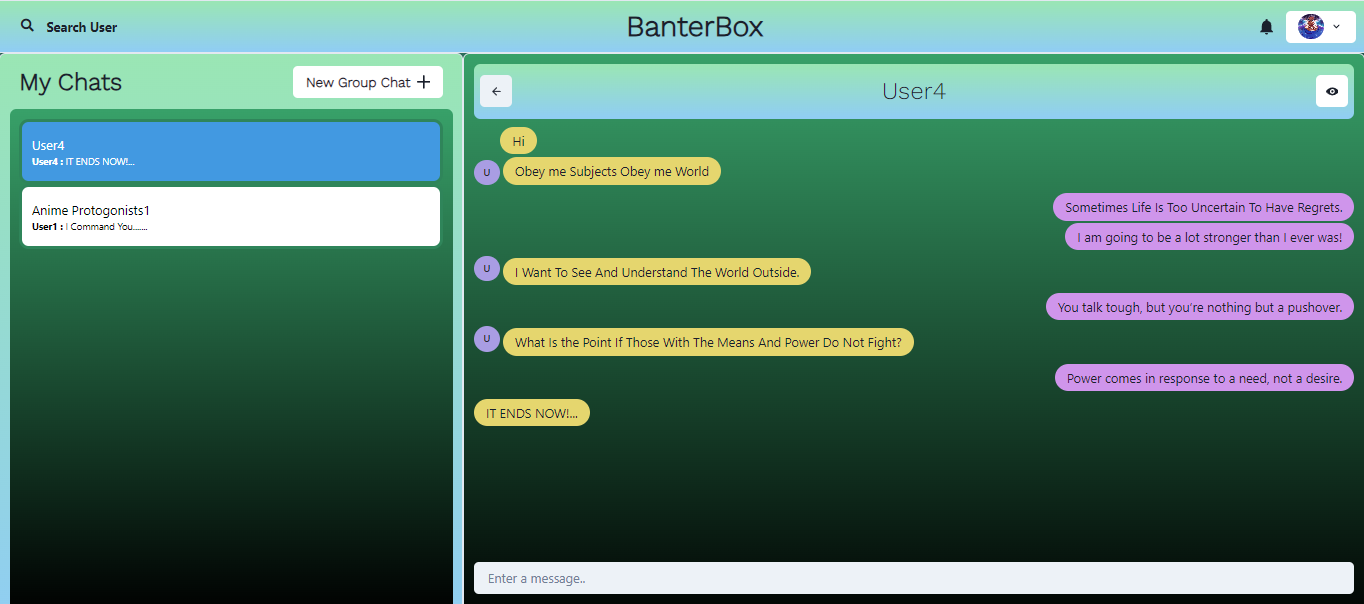 Search User
BanterBox
My Chats
New Group Chat
User4
User4 : IT ENDS NOW!...
Anime Protogonists1
User1 : I Command You.......
User4
Hi
U
Obey me Subjects Obey me World
Sometimes Life Is Too Uncertain To Have Regrets.
I am going to be a lot stronger than I ever was!
U
I Want To See And Understand The World Outside.
You talk tough, but you're nothing but a pushover.
U
What Is the Point If Those With The Means And Power Do Not Fight?
Power comes in response to a need, not a desire.
IT ENDS NOW!...
Enter a message..